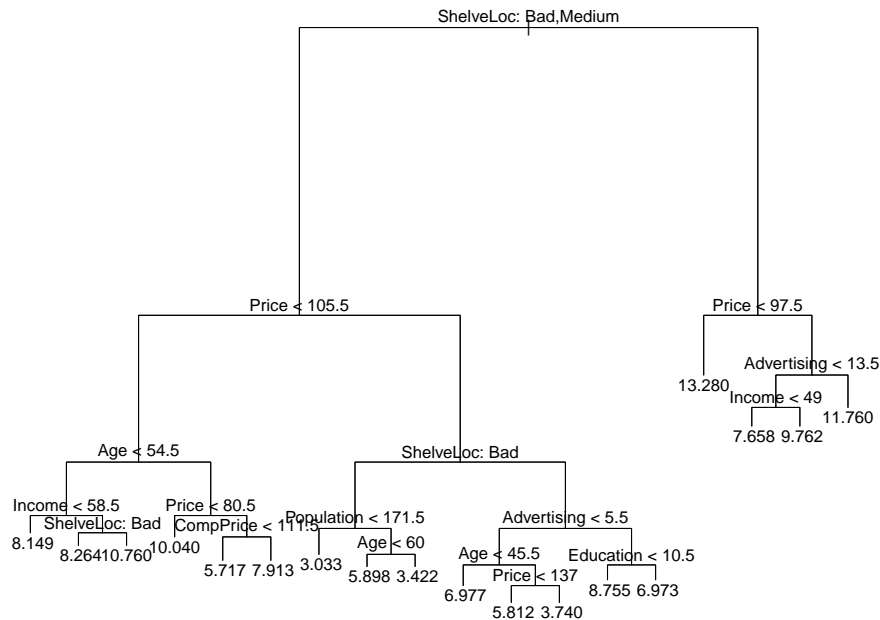 ShelveLoc: Bad,Medium
Price < 105.5
Price < 97.5
Advertising < 13.5
13.280
Income < 49
11.760
7.658 9.762
Age < 54.5
ShelveLoc: Bad
Income < 58.5
Price < 80.5
Population < 171.5
Advertising < 5.5
ShelveLoc: Bad
CompPrice < 111.5
8.149
10.040
8.264 10.760
3.033
Age < 60
Age < 45.5
Education < 10.5
5.717 7.913
5.898 3.422
Price < 137
6.977
8.755 6.973
5.812 3.740